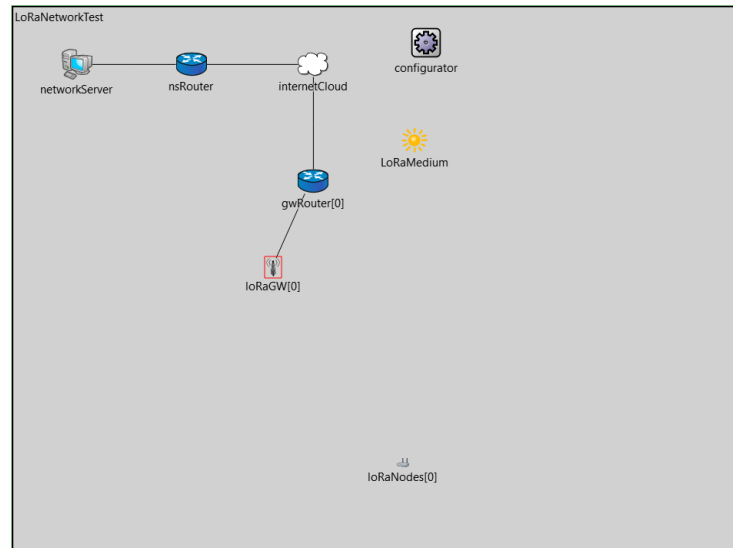 LoRaNetworkTest
configurator
networkServer
nsRouter
internetCloud
LoRaMedium
gwRouter[0]
loRaGW[0]
loRaNodes[0]